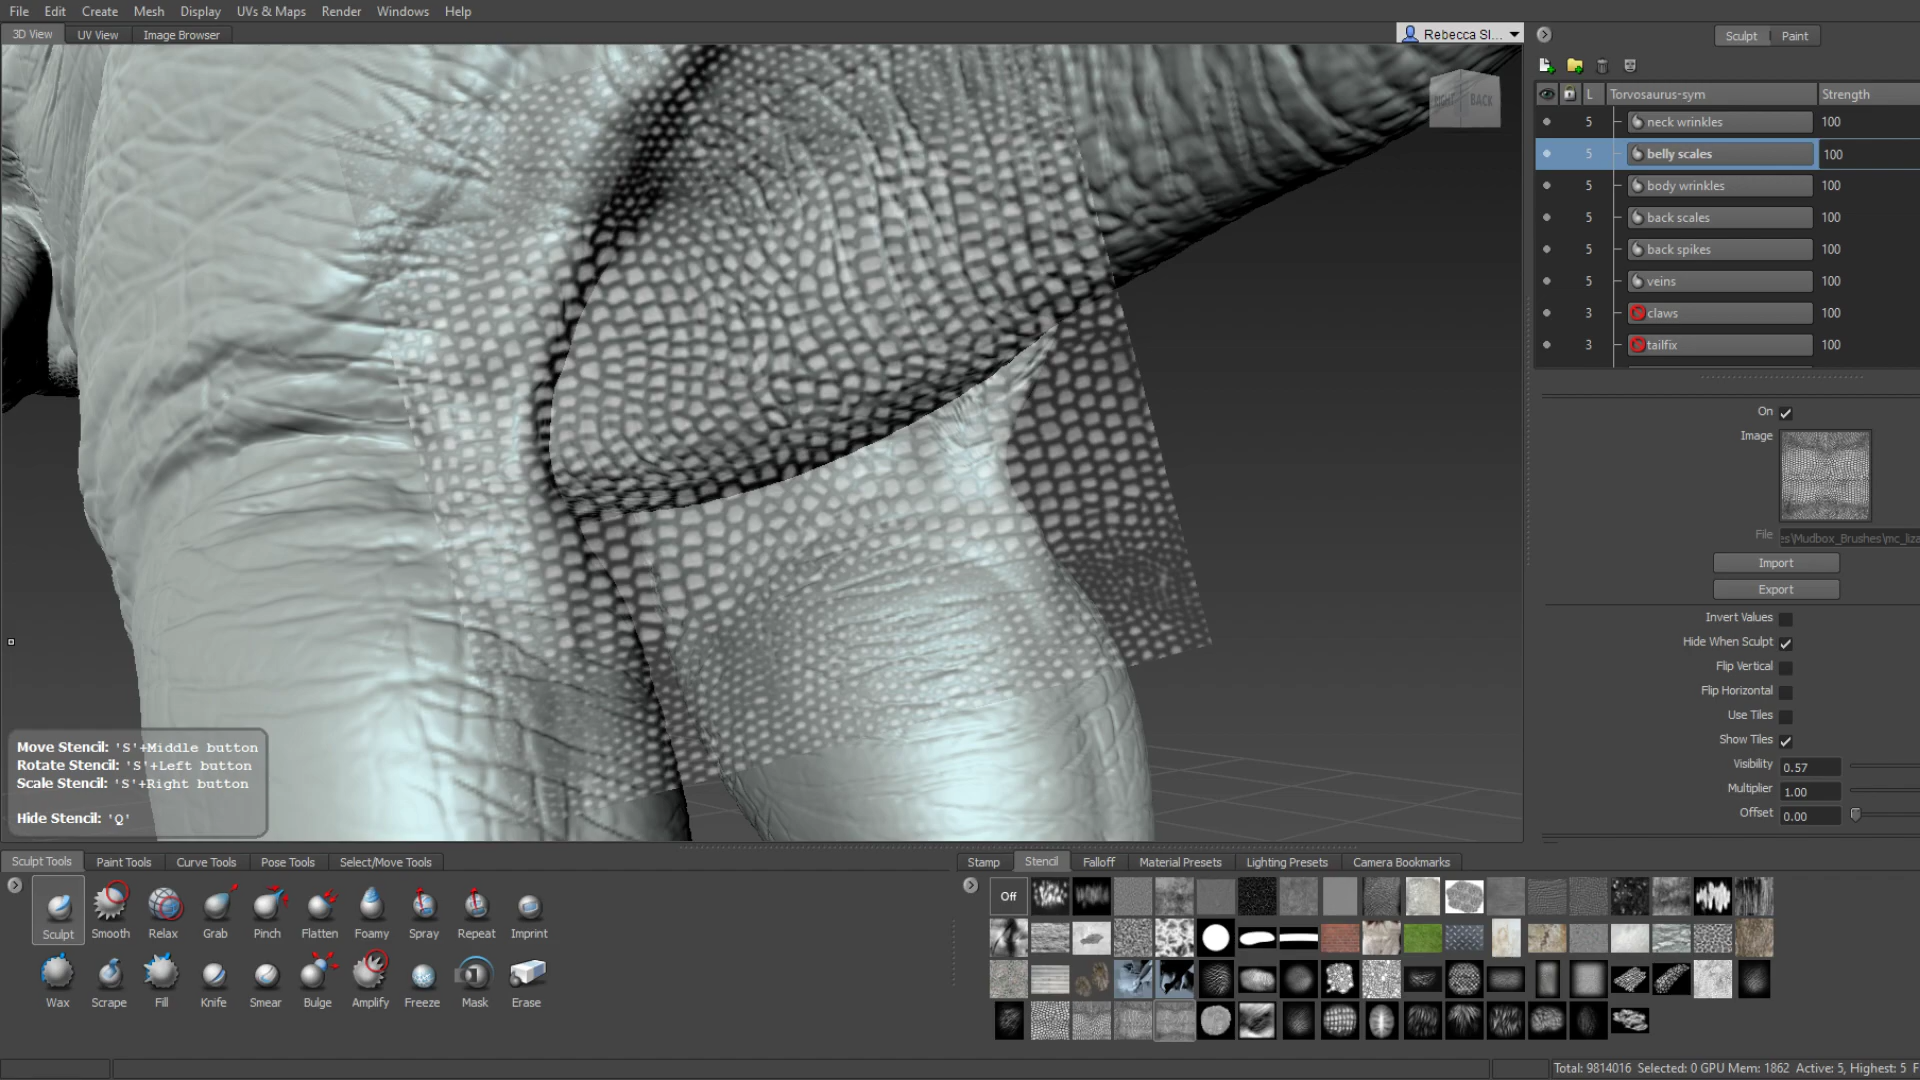 File Edit Create Mesh Display UVs & Maps Render Windows Help
3D View UV View Image Browser
Rebecca Sl...
Sculpt Paint
RIGHT BACK
L Torvosaurus-sym Strength
5 neck wrinkles 100
5 belly scales 100
5 body wrinkles 100
5 back scales 100
5 back spikes 100
5 veins 100
3 claws 100
3 tailfix 100
On
Image
File es\Mudbox_Brushes\mc_liza
Import
Export
Invert Values
Hide When Sculpt
Flip Vertical
Flip Horizontal
Use Tiles
Show Tiles
Visibility 0.57
Multiplier 1.00
Offset 0.00
Move Stencil: 'S'+Middle button
Rotate Stencil: 'S'+Left button
Scale Stencil: 'S'+Right button
Hide Stencil: 'Q'
Sculpt Tools Paint Tools Curve Tools Pose Tools Select/Move Tools
Sculpt Smooth Relax Grab Pinch Flatten Foamy Spray Repeat Imprint
Wax Scrape Fill Knife Smear Bulge Amplify Freeze Mask Erase
Stamp Stencil Falloff Material Presets Lighting Presets Camera Bookmarks
Off
Total: 9814016 Selected: 0 GPU Mem: 1862 Active: 5, Highest: 5 F